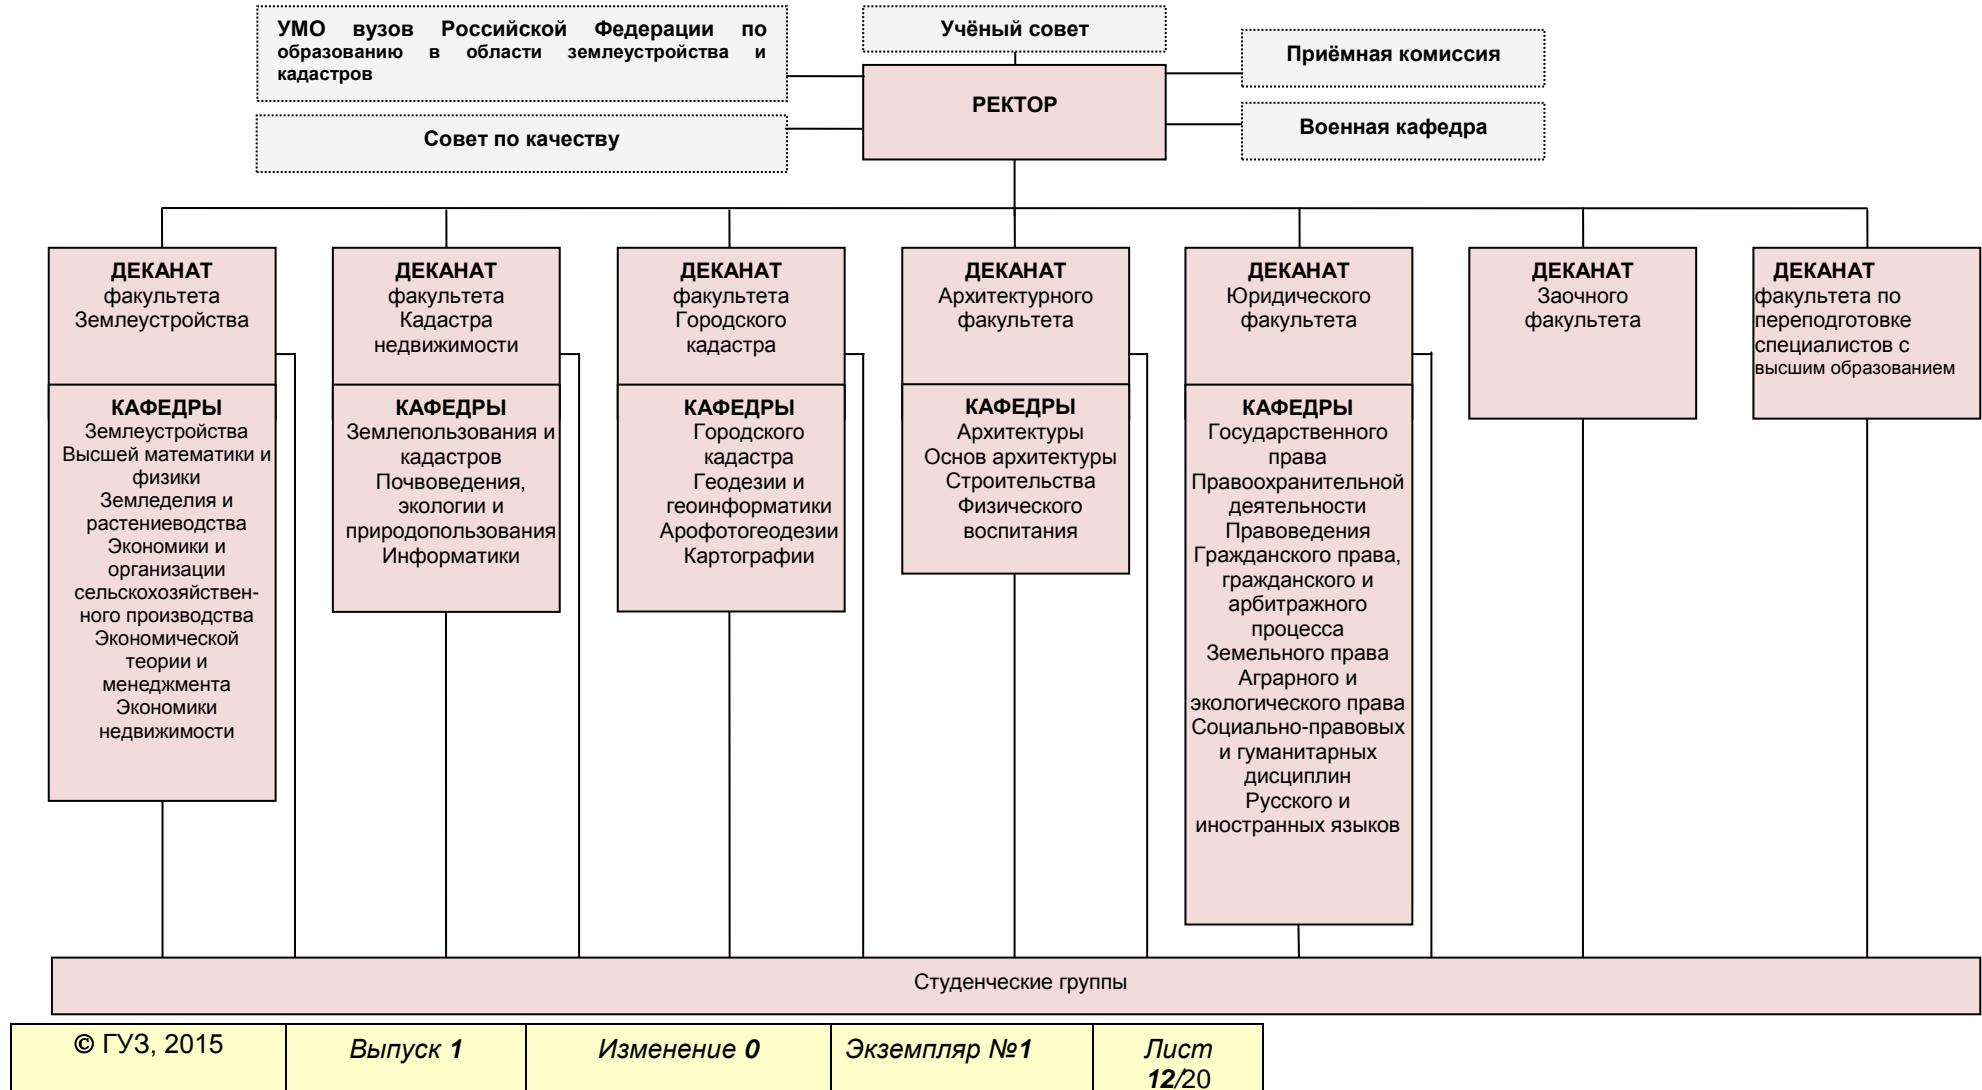 УМО вузов Российской Федерации по
образованию в области землеустройства и
кадастров
Учёный совет
Приёмная комиссия
РЕКТОР
Совет по качеству
Военная кафедра
ДЕКАНАТ
факультета
Землеустройства
ДЕКАНАТ
факультета
Кадастра
недвижимости
ДЕКАНАТ
факультета
Городского
кадастра
ДЕКАНАТ
Архитектурного
факультета
ДЕКАНАТ
Юридического
факультета
ДЕКАНАТ
Заочного
факультета
ДЕКАНАТ
факультета по
переподготовке
специалистов с
высшим образованием
КАФЕДРЫ
Землеустройства
Высшей математики и
физики
Земледелия и
растениеводства
Экономики и
организации
сельскохозяйствен-
ного производства
Экономической
теории и
менеджмента
Экономики
недвижимости
КАФЕДРЫ
Землепользования и
кадастров
Почвоведения,
экологии и
природопользования
Информатики
КАФЕДРЫ
Городского
кадастра
Геодезии и
геоинформатики
Арофотогеодезии
Картографии
КАФЕДРЫ
Архитектуры
Основ архитектуры
Строительства
Физического
воспитания
КАФЕДРЫ
Государственного
права
Правоохранительной
деятельности
Правоведения
Гражданского права,
гражданского и
арбитражного
процесса
Земельного права
Аграрного и
экологического права
Социально-правовых
и гуманитарных
дисциплин
Русского и
иностранных языков
Студенческие группы
© ГУЗ, 2015
Выпуск 1
Изменение 0
Экземпляр №1
Лист
12/20